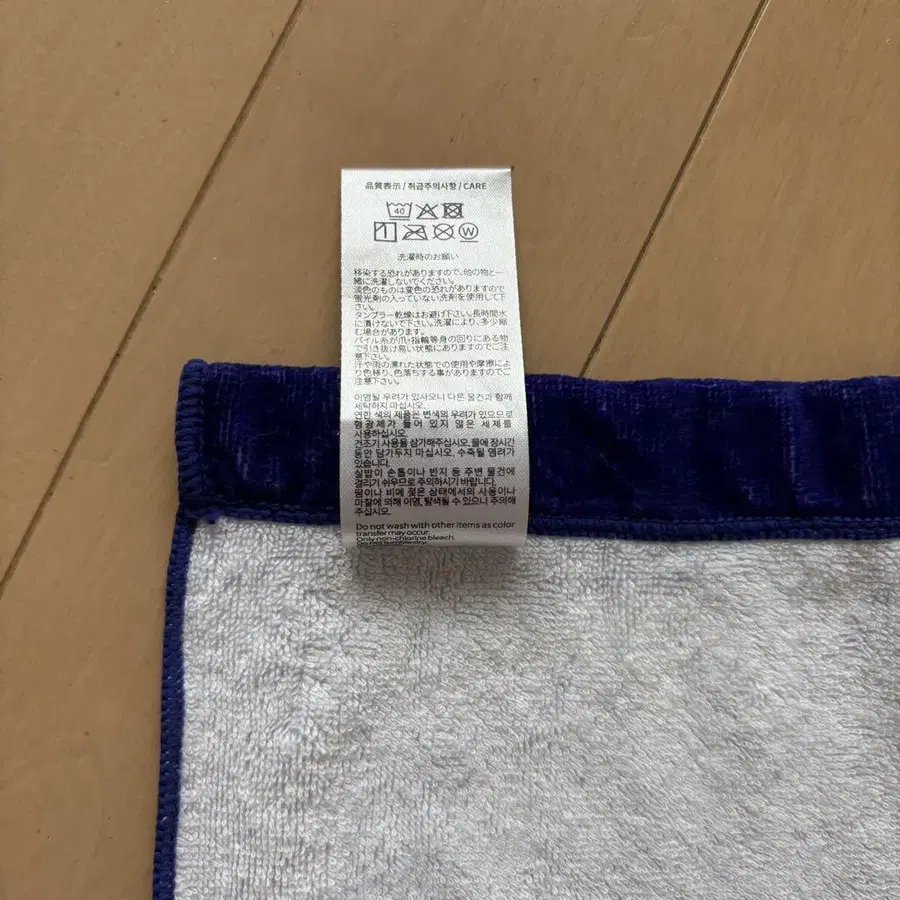 品質表示 / 취급주의사항 / CARE
40
W
洗濯時のお願い
移染する恐れがありますので、他の物と一
緒に洗濯しないでください。
淡色のものは変色の恐れがありますので
蛍光剤の入っていない洗剤を使用して下
さい。
タンブラー乾燥はお避け下さい。長時間水
に漬けないで下さい。洗濯により、多少縮
む場合があります。
パイル糸が爪・指輪等身の回りにある物
で引き抜け易い状態にありますのでご注
意下さい。
汗や雨の濡れた状態での使用や摩擦によ
り色移り、色落ちする事がありますのでご
注意下さい。
이염될 우려가 있사오니 다른 물건과 함께
세탁하지 마십시오.
연한 색의 제품은 변색의 우려가 있으므로
형광제가 들어 있지 않은 세제를
사용하십시오.
건조기 사용을 삼가해주십시오. 물에 장시간
동안 담가두지 마십시오. 수축될 염려가
있습니다.
실밥이 손톱이나 반지 등 주변 물건에
걸리기 쉬우므로 주의하시기 바랍니다.
땀이나 비에 젖은 상태에서의 사용이나
마찰에 의해 이염, 탈색될 수 있으니 주의해
주십시오.
Do not wash with other items as color
transfer may occur.
Only non-chlorine bleach.
Do not tumble dry.